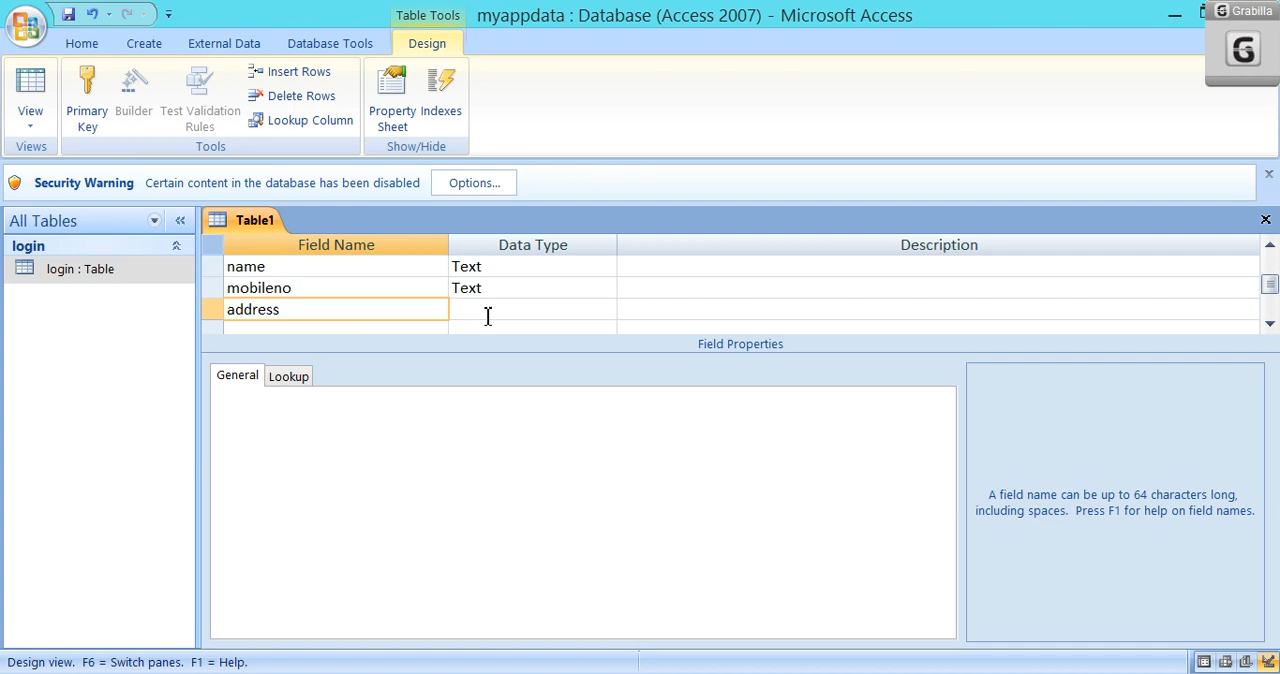 Table Tools
myappdata : Database (Access 2007) - Microsoft Access
Grabilla
Home Create External Data Database Tools Design
View
Primary Key
Builder
Test Validation Rules
Insert Rows
Delete Rows
Lookup Column
Property Sheet
Indexes
Views Tools Show/Hide
Security Warning Certain content in the database has been disabled Options...
All Tables
login
login : Table
Table1
Field Name Data Type Description
name Text
mobileno Text
address
Field Properties
General Lookup
A field name can be up to 64 characters long,
including spaces. Press F1 for help on field names.
Design view. F6 = Switch panes. F1 = Help.